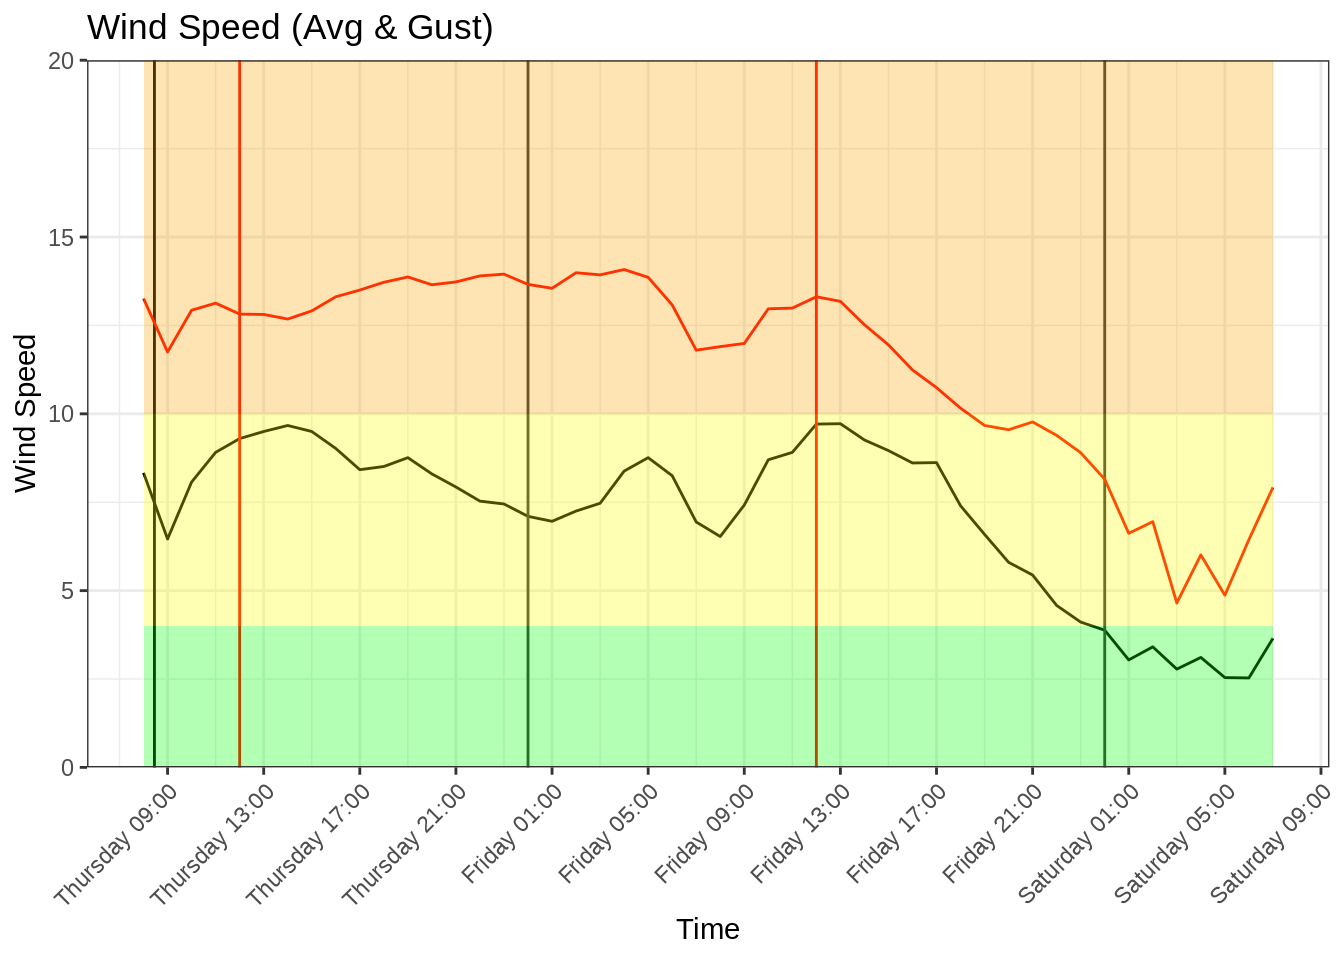 Wind Speed (Avg & Gust)
20
15
10
5
0
Wind Speed
Thursday 09:00
Thursday 13:00
Thursday 17:00
Thursday 21:00
Friday 01:00
Friday 05:00
Friday 09:00
Friday 13:00
Friday 17:00
Friday 21:00
Saturday 01:00
Saturday 05:00
Saturday 09:00
Time